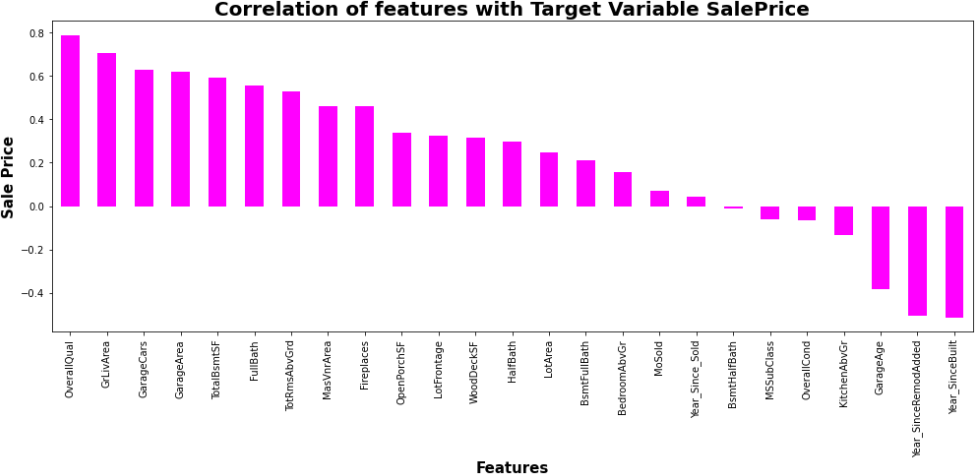 Correlation of features with Target Variable SalePrice
Sale Price
0.8
0.6
0.4
0.2
0.0
−0.2
−0.4
OverallQual
GrLivArea
GarageCars
GarageArea
TotalBsmtSF
FullBath
TotRmsAbvGrd
MasVnrArea
Fireplaces
OpenPorchSF
LotFrontage
WoodDeckSF
HalfBath
LotArea
BsmtFullBath
BedroomAbvGr
MoSold
Year_Since_Sold
BsmtHalfBath
MSSubClass
OverallCond
KitchenAbvGr
GarageAge
Year_SinceRemodAdded
Year_SinceBuilt
Features